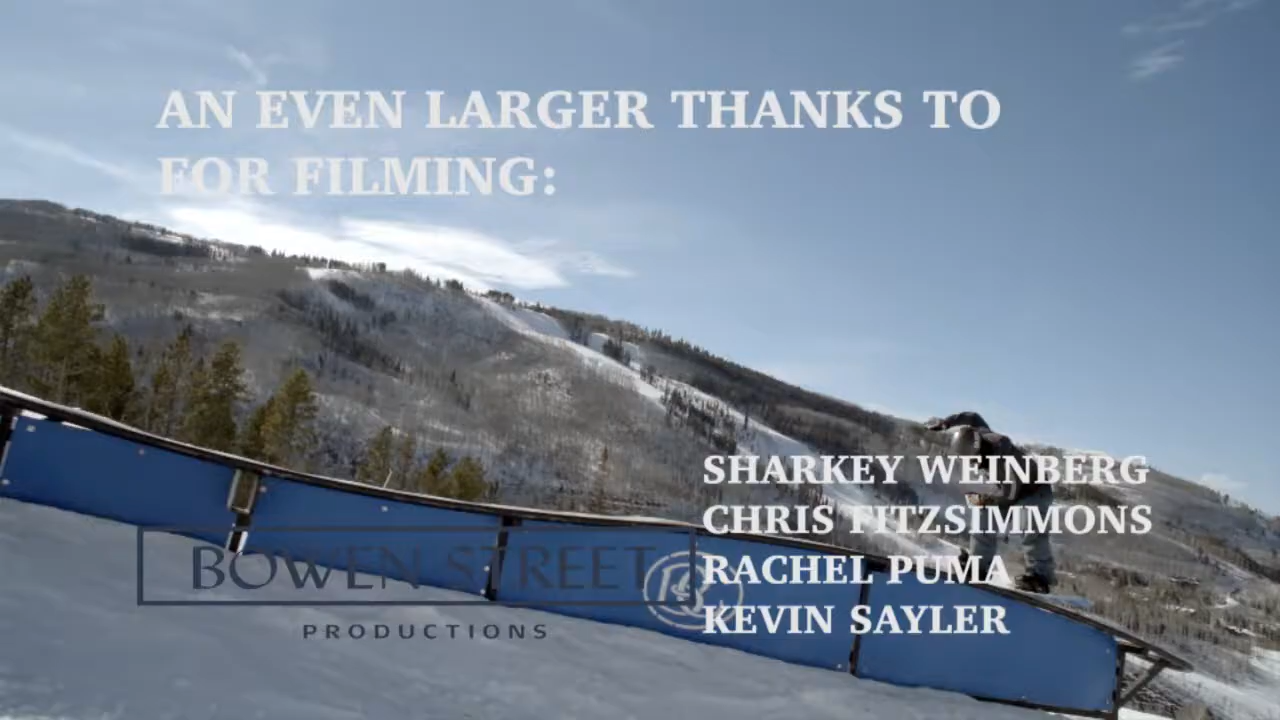 AN EVEN LARGER THANKS TO
FOR FILMING:
SHARKEY WEINBERG
CHRIS FITZSIMMONS
RACHEL PUMA
KEVIN SAYLER
BOWEN STREET
PRODUCTIONS